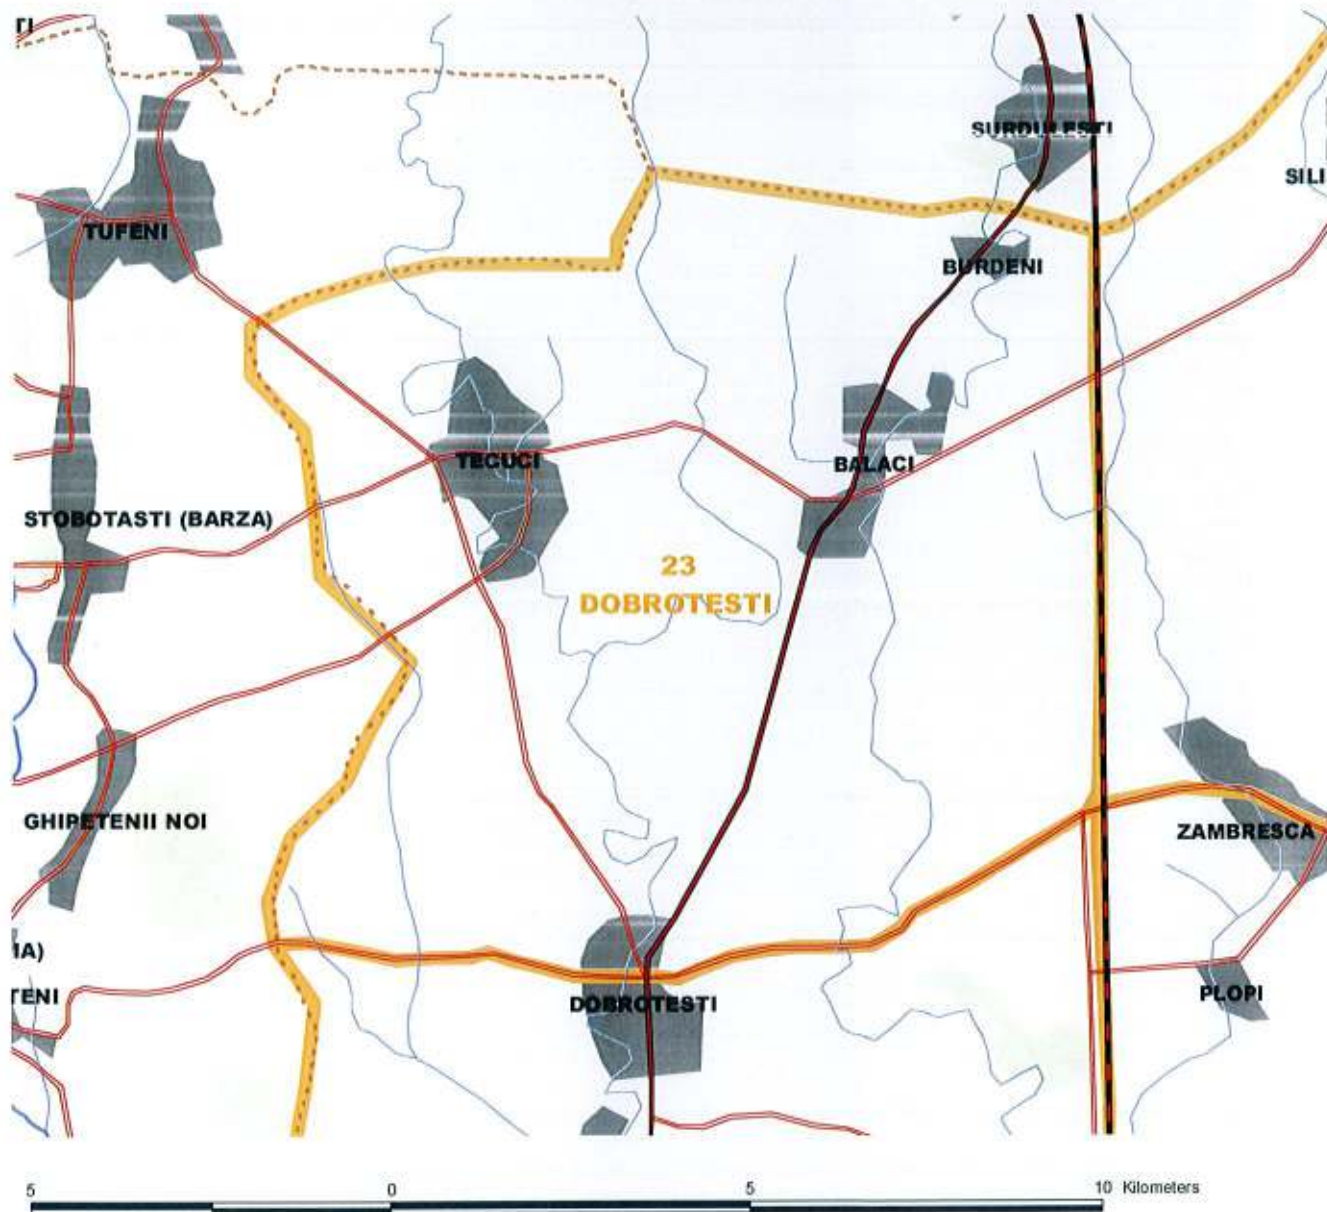 SURDULESTI
SILI
TUFENI
BURDENI
TECUCI
BALACI
STOBOTASTI (BARZA)
23
DOBROTESTI
GHIPETENII NOI
ZAMBRESCA
IA)
TENI
PLOPI
DOBROTESTI
5 0 5 10 Kilometers